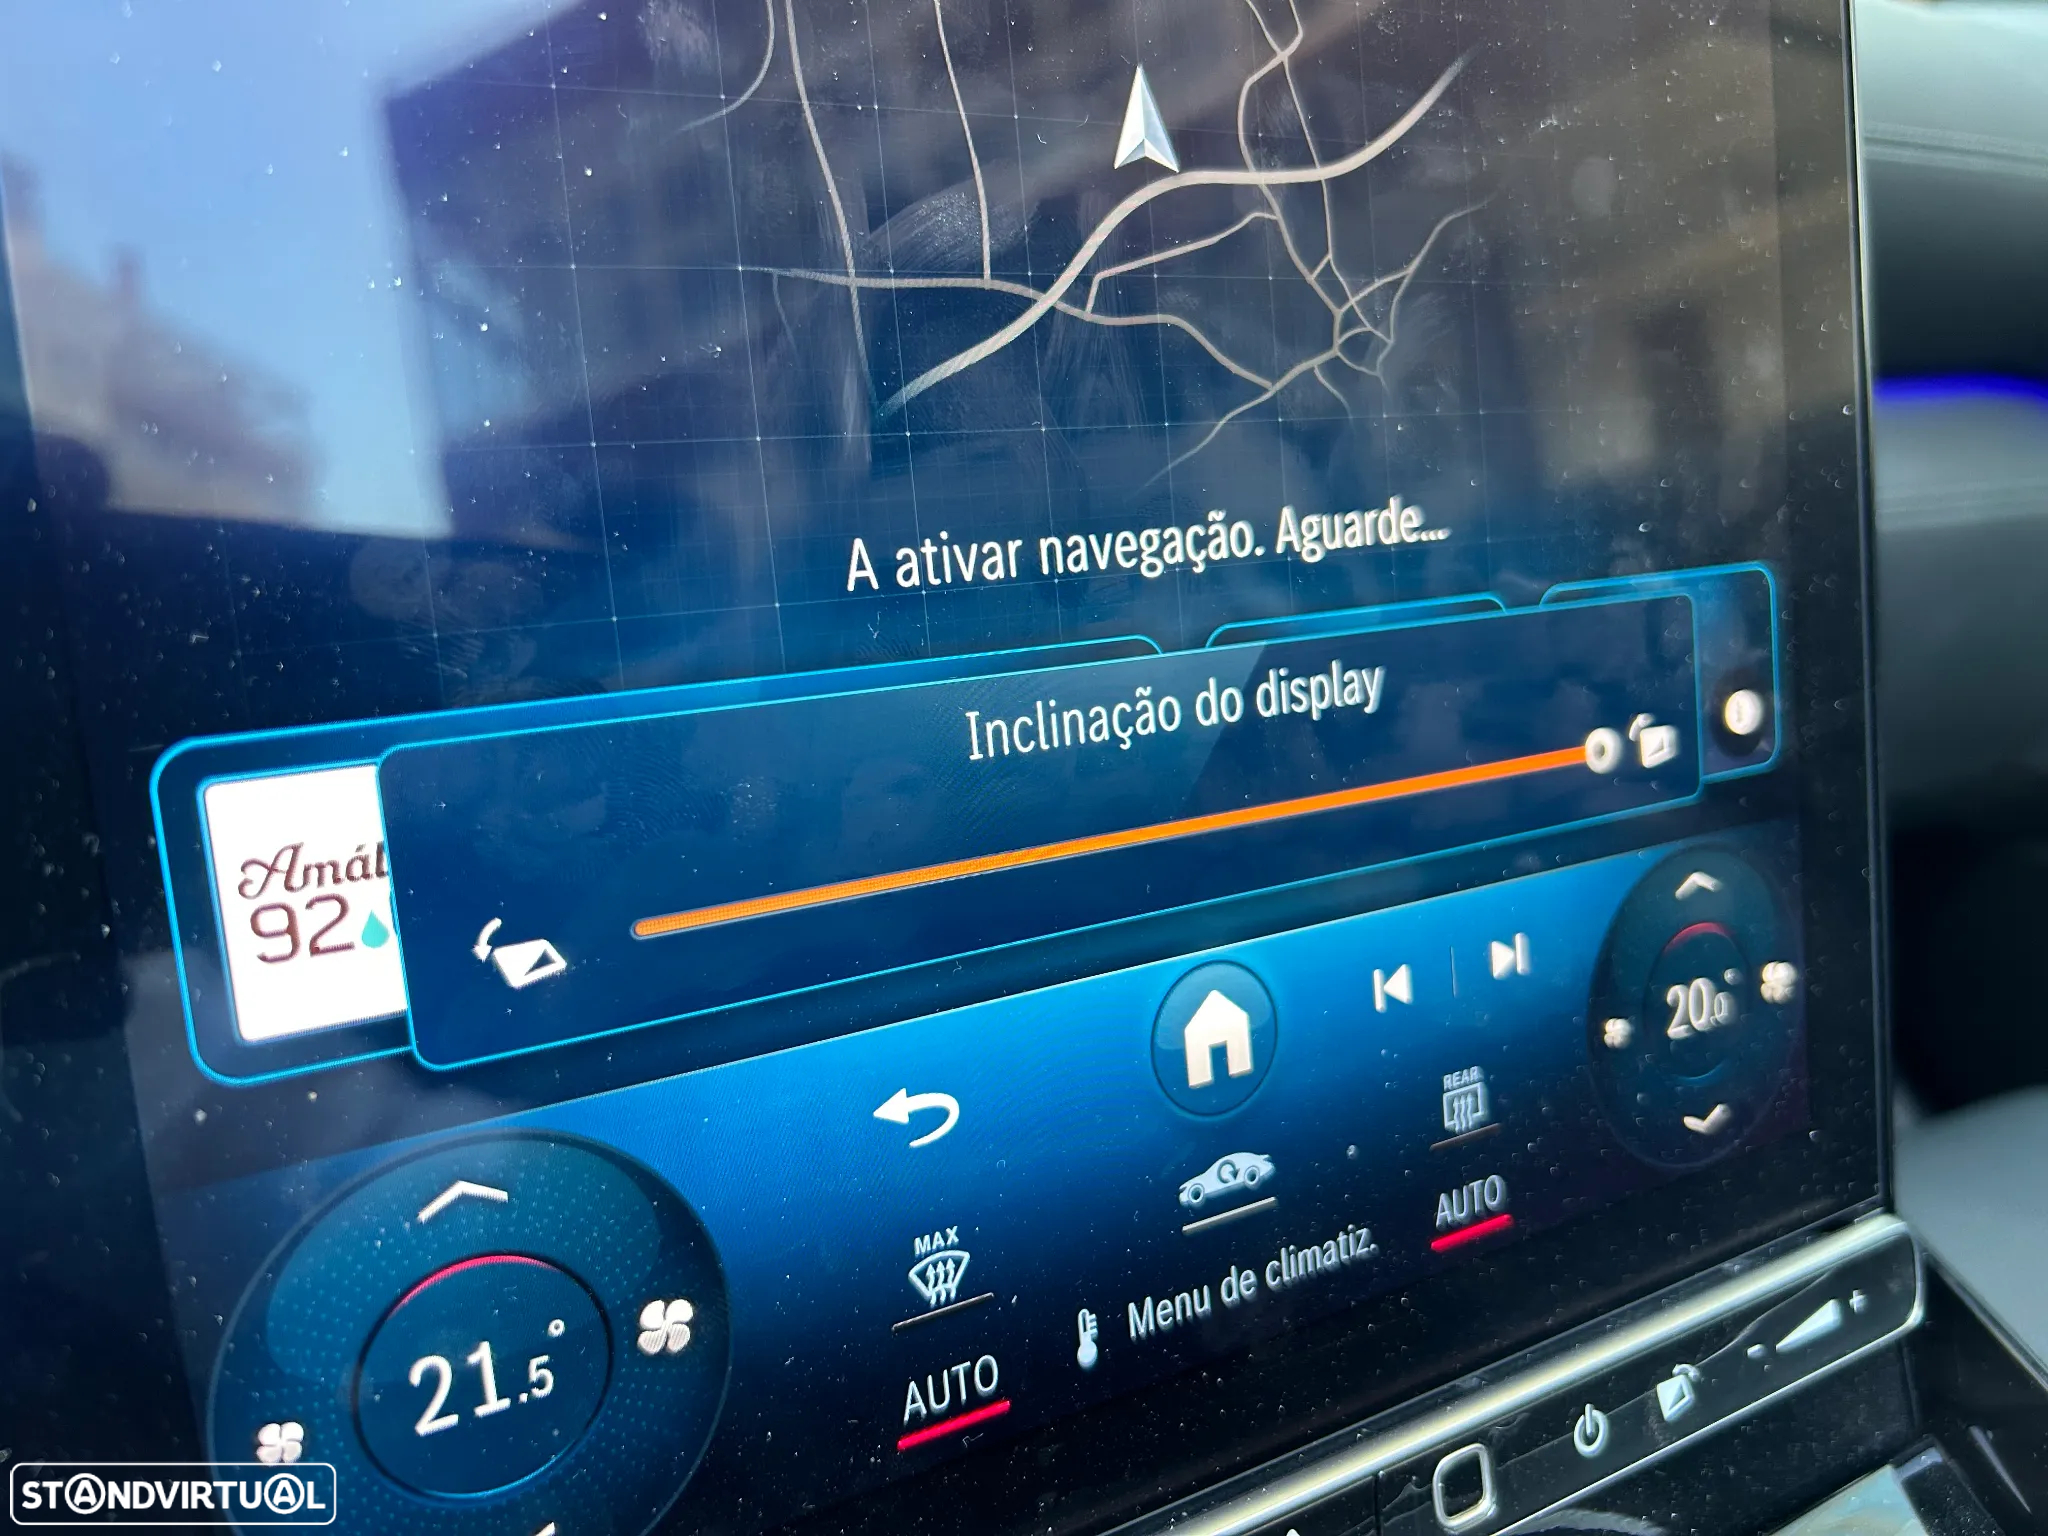 A ativar navegação. Aguarde...
Inclinação do display
Amál
92
20.0°
REAR
AUTO
MAX
Menu de climatiz.
AUTO
21.5°
- +
STANDVIRTUAL